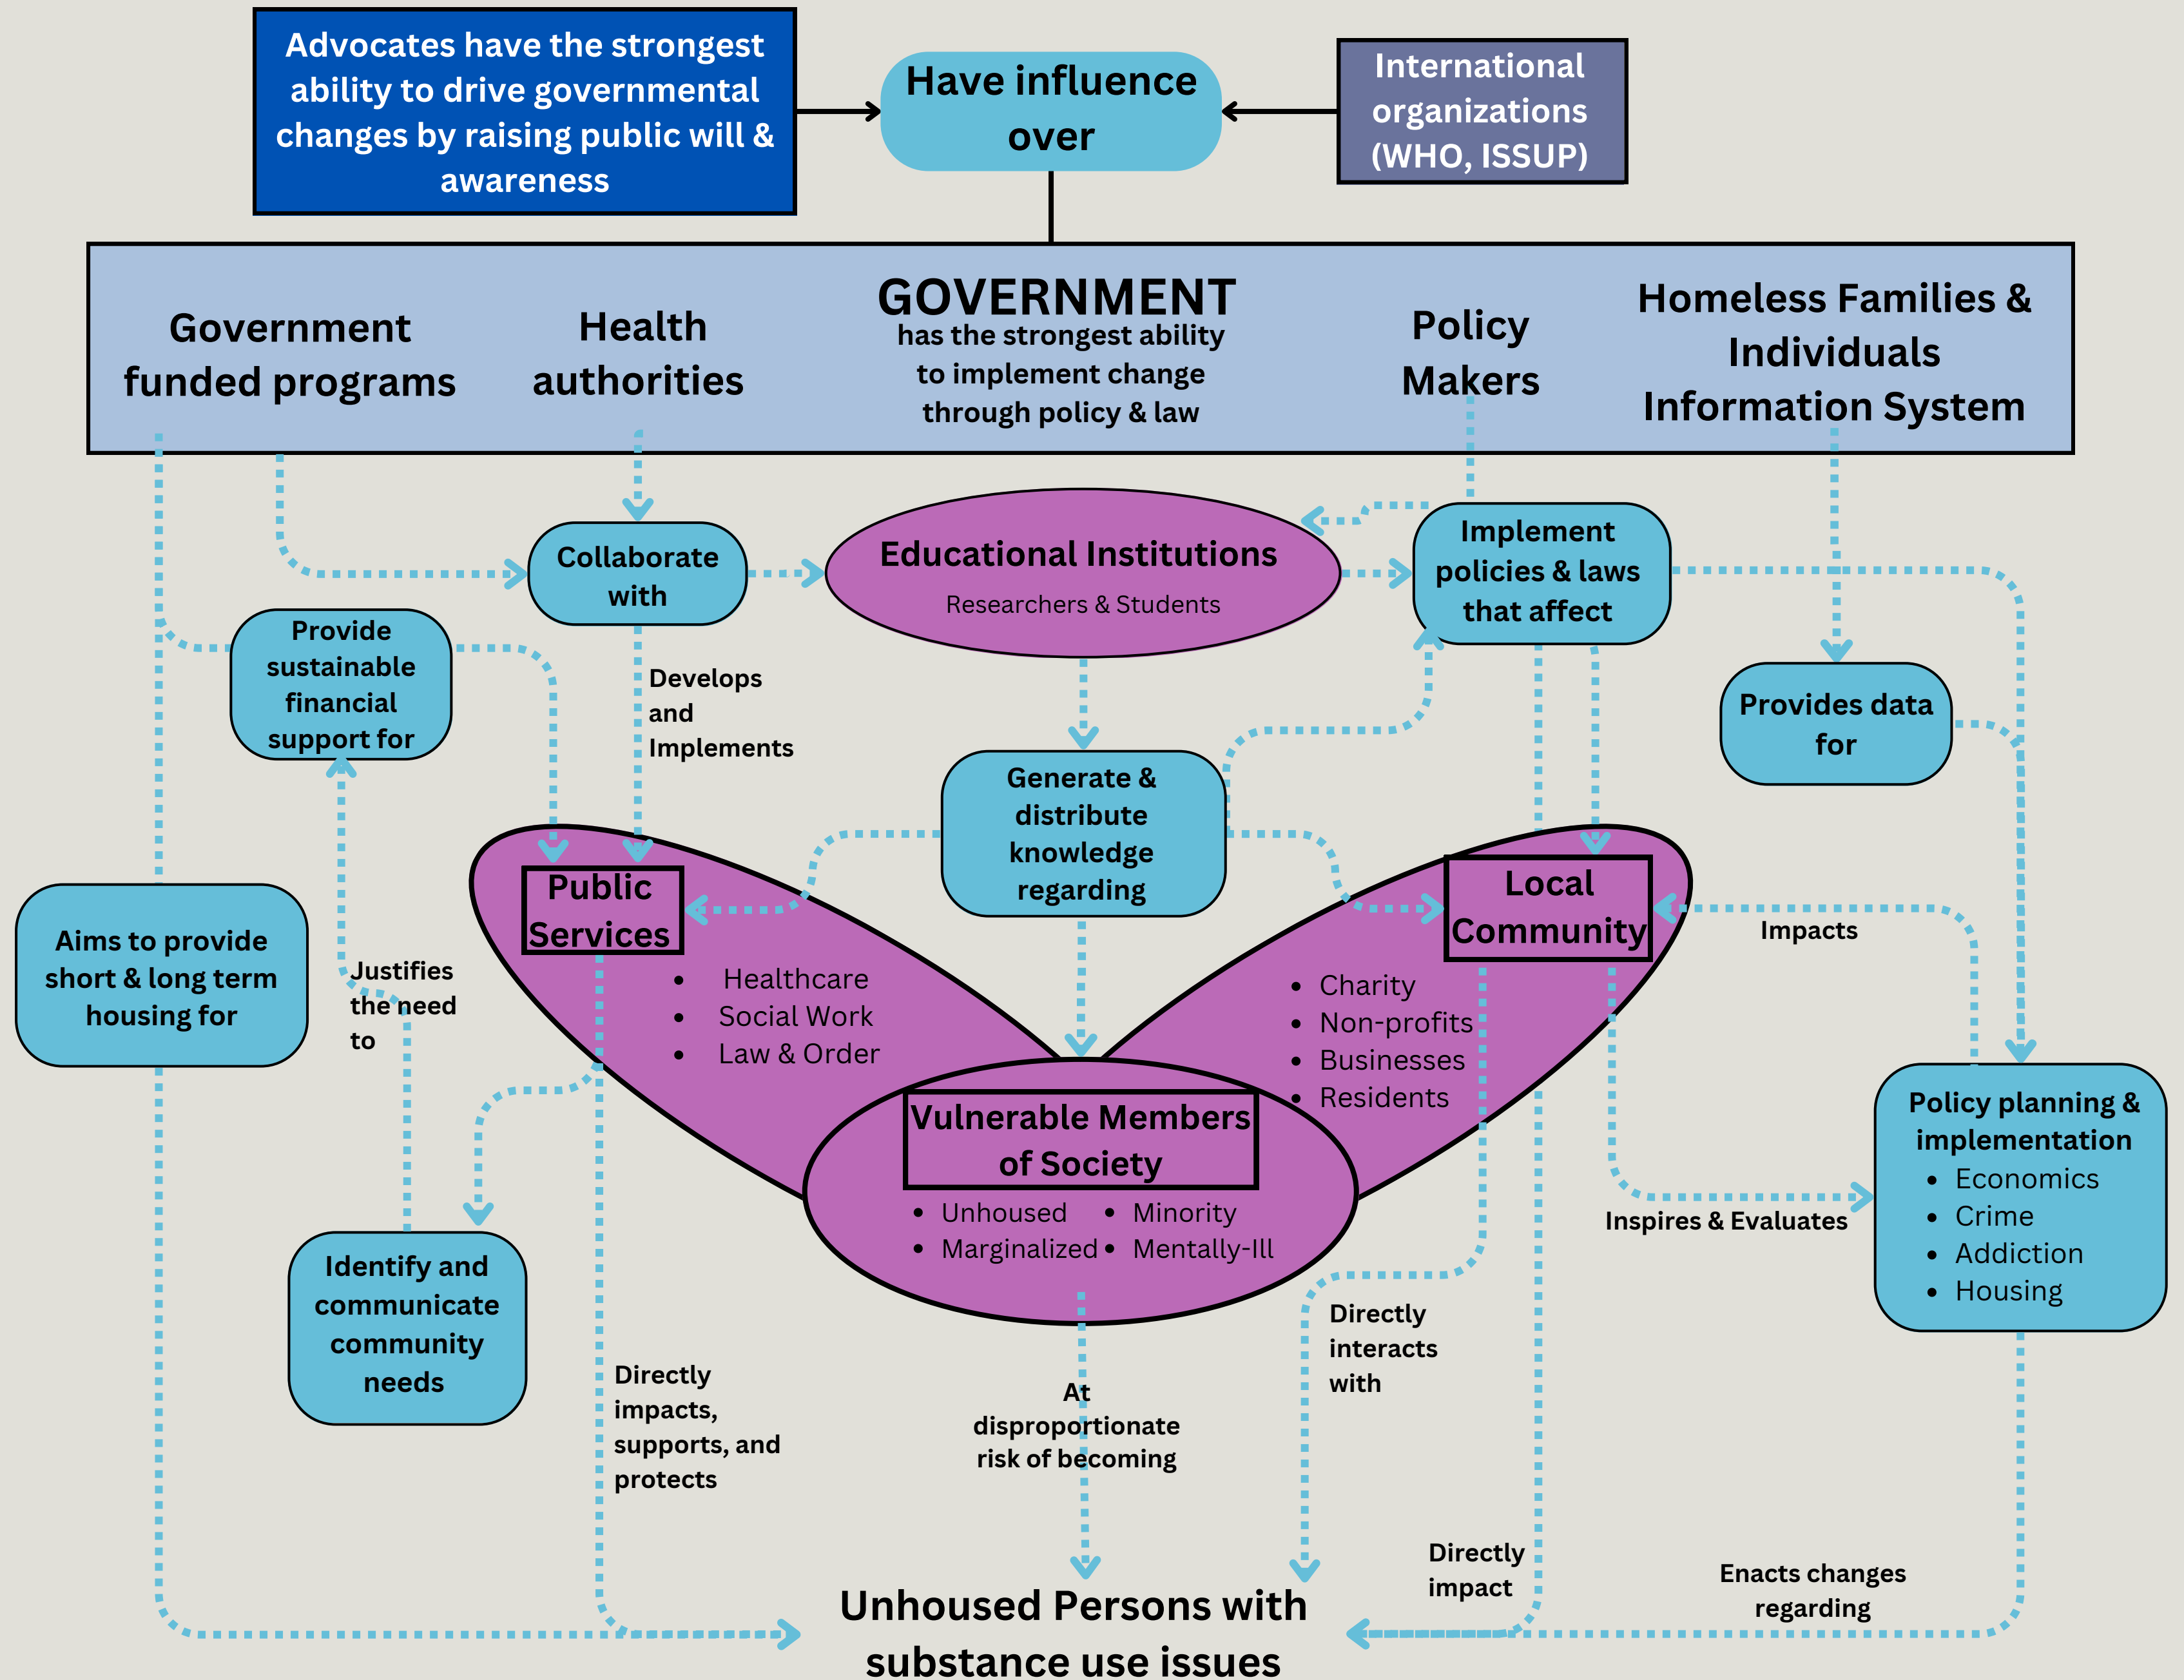 Advocates have the strongest
ability to drive governmental
changes by raising public will &
awareness
Have influence
over
International
organizations
(WHO, ISSUP)
Government
funded programs
Health
authorities
GOVERNMENT
has the strongest ability
to implement change
through policy & law
Policy
Makers
Homeless Families &
Individuals
Information System
Collaborate
with
Educational Institutions
Researchers & Students
Implement
policies & laws
that affect
Provide
sustainable
financial
support for
Develops
and
Implements
Provides data
for
Generate &
distribute
knowledge
regarding
Public
Services
• Healthcare
• Social Work
• Law & Order
Local
Community
• Charity
• Non-profits
• Businesses
• Residents
Impacts
Aims to provide
short & long term
housing for
Justifies
the need
to
Vulnerable Members
of Society
• Unhoused
• Marginalized
• Minority
• Mentally-Ill
Policy planning &
implementation
• Economics
• Crime
• Addiction
• Housing
Inspires & Evaluates
Identify and
communicate
community
needs
Directly
impacts,
supports, and
protects
At
disproportionate
risk of becoming
Directly
interacts
with
Directly
impact
Enacts changes
regarding
Unhoused Persons with
substance use issues